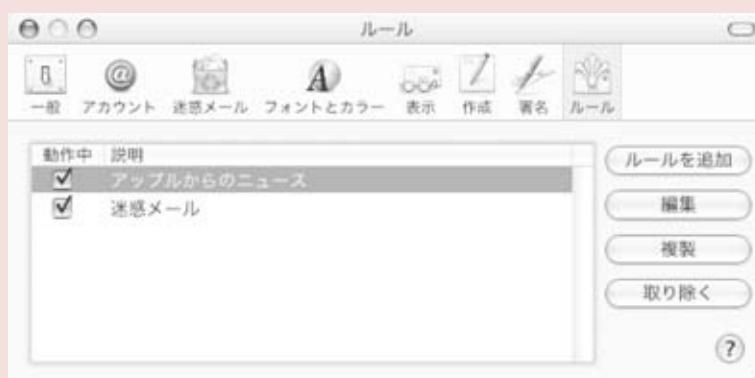 ルール
一般 アカウント 迷惑メール フォントとカラー 表示 作成 署名 ルール
動作中 説明
アップルからのニュース
迷惑メール
ルールを追加
編集
複製
取り除く
?